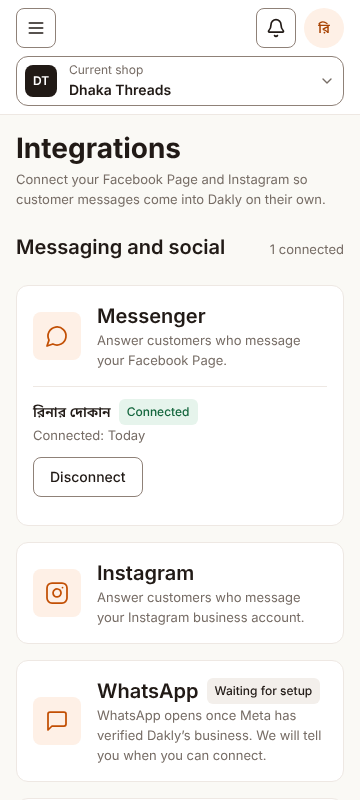 রি
DT
Current shop
Dhaka Threads
Integrations
Connect your Facebook Page and Instagram so
customer messages come into Dakly on their own.
Messaging and social
1 connected
Messenger
Answer customers who message
your Facebook Page.
রিনার দোকান Connected
Connected: Today
Disconnect
Instagram
Answer customers who message
your Instagram business account.
WhatsApp Waiting for setup
WhatsApp opens once Meta has
verified Dakly’s business. We will tell
you when you can connect.